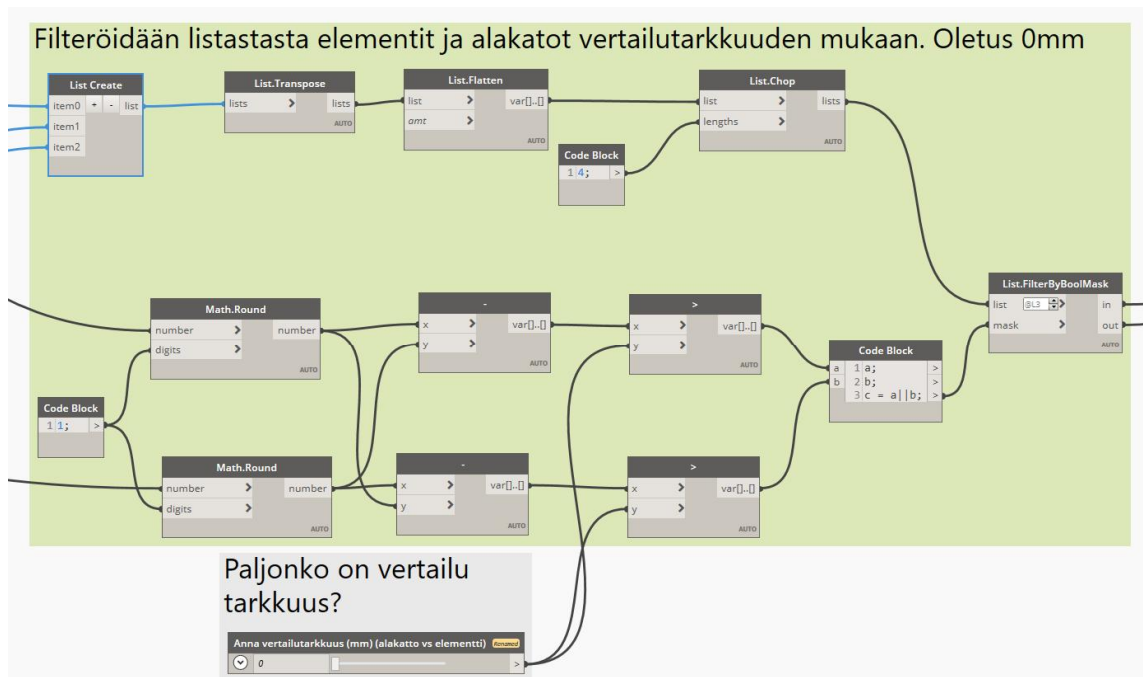 Filteröidään listastasta elementit ja alakatot vertailutarkkuuden mukaan. Oletus 0mm
List Create
item0 + - list
item1
item2
List.Transpose
lists > lists
AUTO
List.Flatten
list > var[]..[]
amt >
AUTO
Code Block
1 4; >
List.Chop
list > lists
lengths >
AUTO
Math.Round
number > number
digits >
AUTO
-
x > var[]..[]
y >
AUTO
>
x > var[]..[]
y >
AUTO
Code Block
a 1 a; >
b 2 b; >
3 c = a||b; >
List.FilterByBoolMask
list @L3 > in
mask > out
AUTO
Code Block
1 1; >
Math.Round
number > number
digits >
AUTO
-
x > var[]..[]
y >
AUTO
>
x > var[]..[]
y >
AUTO
Paljonko on vertailu
tarkkuus?
Anna vertailutarkkuus (mm) (alakatto vs elementti) Renamed
0 >